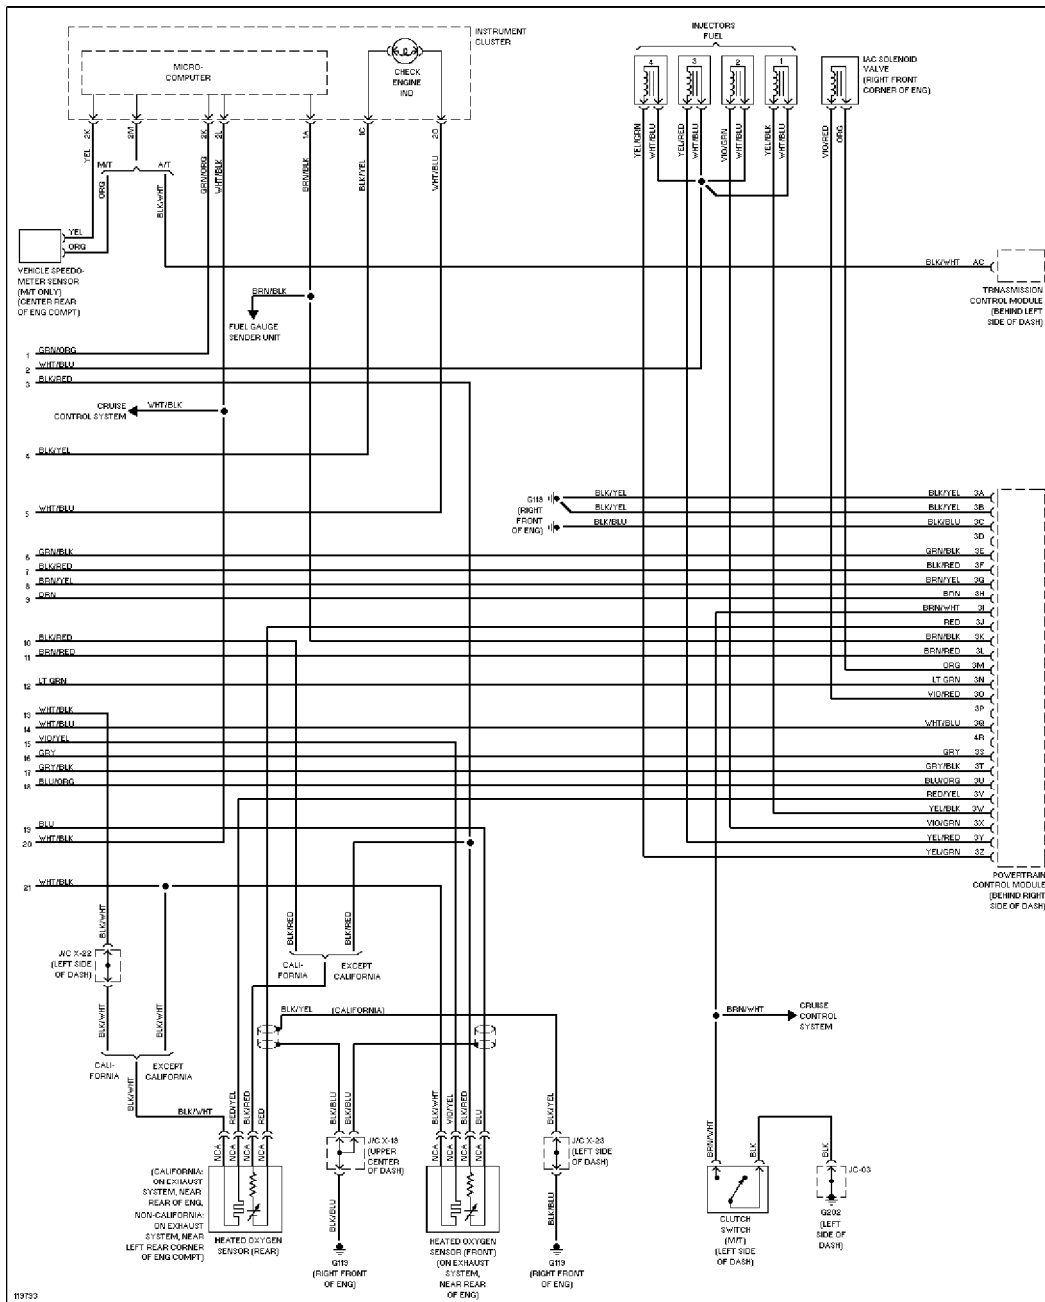 INSTRUMENT
CLUSTER
MICRO-
COMPUTER
CHECK
ENGINE
IND
INJECTORS
FUEL
4
3
2
1
IAC SOLENOID
VALVE
(RIGHT FRONT
CORNER OF ENG)
2K
2M
2K
2L
1A
1C
2D
YEL
M/T
A/T
ORG
BLK/WHT
GRN/ORG
WHT/BLK
BRN/BLK
BLK/YEL
WHT/BLU
YEL/GRN
WHT/BLU
YEL/RED
WHT/BLU
VIO/GRN
WHT/BLU
YEL/BLK
WHT/BLU
VIO/RED
ORG
YEL
ORG
VEHICLE SPEEDO-
METER SENSOR
(M/T ONLY)
(CENTER REAR
OF ENG COMPT)
BLK/WHT AC
TRNASMISSION
CONTROL MODULE
(BEHIND LEFT
SIDE OF DASH)
BRN/BLK
FUEL GAUGE
SENDER UNIT
1 GRN/ORG
2 WHT/BLU
3 BLK/RED
CRUISE
CONTROL SYSTEM
WHT/BLK
4 BLK/YEL
5 WHT/BLU
6 GRN/BLK
7 BLK/RED
8 BRN/YEL
9 ORN
10 BLK/RED
11 BRN/RED
12 LT GRN
13 WHT/BLK
14 WHT/BLU
15 VIO/YEL
16 GRY
17 GRY/BLK
18 BLU/ORG
19 BLU
20 WHT/BLK
21 WHT/BLK
G113
(RIGHT
FRONT
OF ENG)
BLK/YEL
BLK/YEL
BLK/BLU
BLK/YEL 3A
BLK/YEL 3B
BLK/BLU 3C
3D
GRN/BLK 3E
BLK/RED 3F
BRN/YEL 3G
3H
BRN/WHT 3I
RED 3J
BRN/BLK 3K
BRN/RED 3L
ORG 3M
LT GRN 3N
VIO/RED 3O
3P
WHT/BLU 3Q
4R
GRY 3S
GRY/BLK 3T
BLU/ORG 3U
RED/YEL 3V
YEL/BLK 3W
VIO/GRN 3X
YEL/RED 3Y
YEL/GRN 3Z
POWERTRAIN
CONTROL MODULE
(BEHIND RIGHT
SIDE OF DASH)
BLK/WHT
J/C X-22
(LEFT SIDE
OF DASH)
BLK/WHT
BLK/WHT
CALI-
FORNIA
EXCEPT
CALIFORNIA
BLK/WHT
BLK/WHT
BLK/RED
BLK/RED
CALI-
FORNIA
EXCEPT
CALIFORNIA
BLK/YEL (CALIFORNIA)
RED/YEL
BLK/RED
RED
NCA
NCA
NCA
NCA
(CALIFORNIA:
ON EXHAUST
SYSTEM, NEAR
REAR OF ENG,
NON-CALIFORNIA:
ON EXHAUST
SYSTEM, NEAR
LEFT REAR CORNER
OF ENG COMPT)
HEATED OXYGEN
SENSOR (REAR)
BLK/BLU
BLK/BLU
J/C X-18
(UPPER
CENTER
OF DASH)
BLK/BLU
G113
(RIGHT FRONT
OF ENG)
BLK/WHT
VIO/YEL
BLK/RED
BLU
NCA
NCA
NCA
NCA
HEATED OXYGEN
SENSOR (FRONT)
(ON EXHAUST
SYSTEM,
NEAR REAR
OF ENG)
BLK/YEL
J/C X-23
(LEFT SIDE
OF DASH)
BLK/BLU
G119
(RIGHT FRONT
OF ENG)
BRN/WHT
CRUISE
CONTROL
SYSTEM
BRN/WHT
BLK
BLK
CLUTCH
SWITCH
(M/T)
(LEFT SIDE
OF DASH)
JC-03
G202
(LEFT
SIDE OF
DASH)
119793